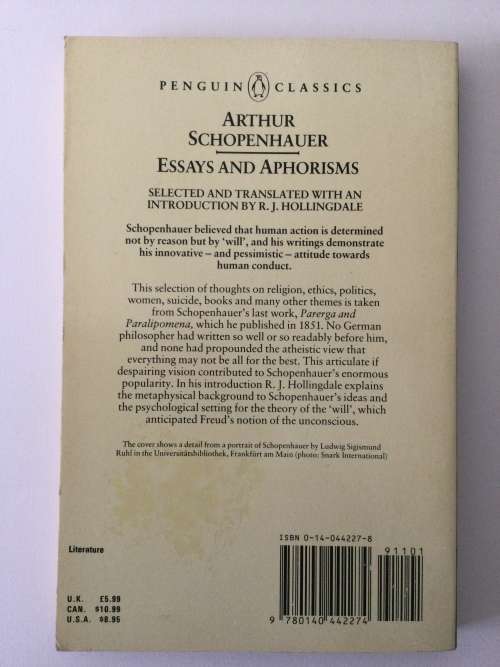 PENGUIN CLASSICS
ARTHUR
SCHOPENHAUER
ESSAYS AND APHORISMS
SELECTED AND TRANSLATED WITH AN
INTRODUCTION BY R. J. HOLLINGDALE
Schopenhauer believed that human action is determined
not by reason but by ‘will’, and his writings demonstrate
his innovative – and pessimistic – attitude towards
human conduct.
This selection of thoughts on religion, ethics, politics,
women, suicide, books and many other themes is taken
from Schopenhauer’s last work, Parerga and
Paralipomena, which he published in 1851. No German
philosopher had written so well or so readably before him,
and none had propounded the atheistic view that
everything may not be all for the best. This articulate if
despairing vision contributed to Schopenhauer’s enormous
popularity. In his introduction R. J. Hollingdale explains
the metaphysical background to Schopenhauer’s ideas and
the psychological setting for the theory of the ‘will’, which
anticipated Freud’s notion of the unconscious.
The cover shows a detail from a portrait of Schopenhauer by Ludwig Sigismund
Ruhl in the Universitätsbibliothek, Frankfurt am Main (photo: Snark International)
Literature
U.K. £5.99
CAN. $10.99
U.S.A. $8.95
ISBN 0-14-044227-8
91101
9 780140 442274